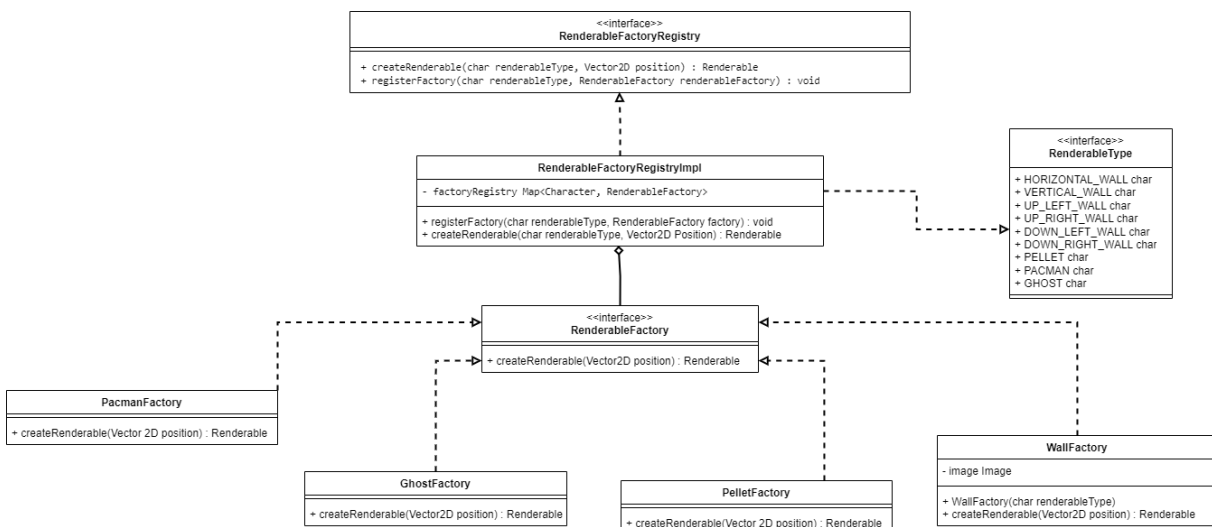 <<interface>>
RenderableFactoryRegistry
+ createRenderable(char renderableType, Vector2D position) : Renderable
+ registerFactory(char renderableType, RenderableFactory renderableFactory) : void
<<interface>>
RenderableType
+ HORIZONTAL_WALL char
+ VERTICAL_WALL char
+ UP_LEFT_WALL char
+ UP_RIGHT_WALL char
+ DOWN_LEFT_WALL char
+ DOWN_RIGHT_WALL char
+ PELLET char
+ PACMAN char
+ GHOST char
RenderableFactoryRegistryImpl
- factoryRegistry Map<Character, RenderableFactory>
+ registerFactory(char renderableType, RenderableFactory factory) : void
+ createRenderable(char renderableType, Vector2D Position) : Renderable
<<interface>>
RenderableFactory
+ createRenderable(Vector2D position) : Renderable
PacmanFactory
+ createRenderable(Vector 2D position) : Renderable
GhostFactory
+ createRenderable(Vector2D position) : Renderable
PelletFactory
+ createRenderable(Vector 2D position) : Renderable
WallFactory
- image Image
+ WallFactory(char renderableType)
+ createRenderable(Vector2D position) : Renderable